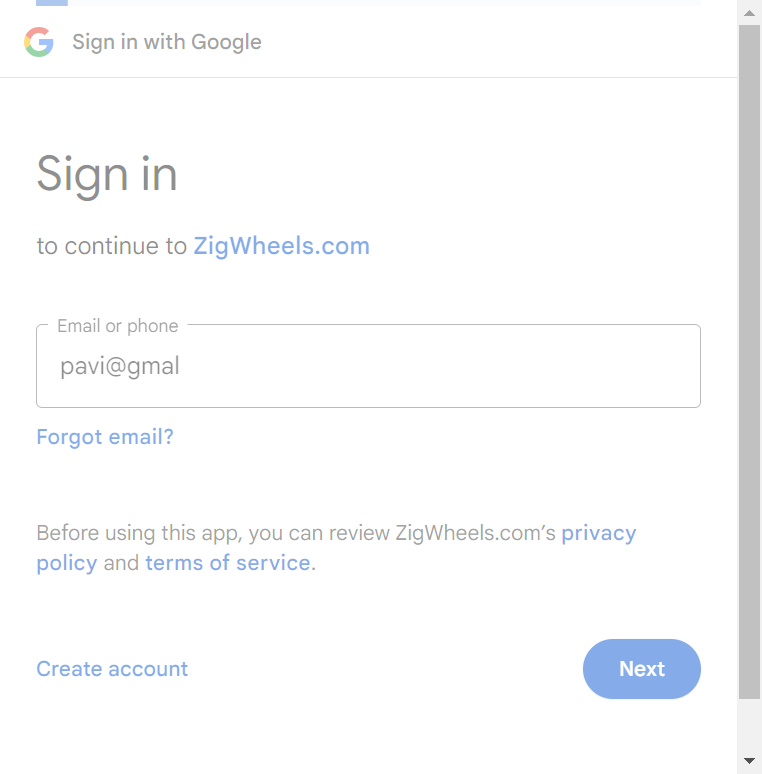 Sign in with Google
Sign in
to continue to ZigWheels.com
Email or phone
pavi@gmal
Forgot email?
Before using this app, you can review ZigWheels.com’s privacy
policy and terms of service.
Create account
Next